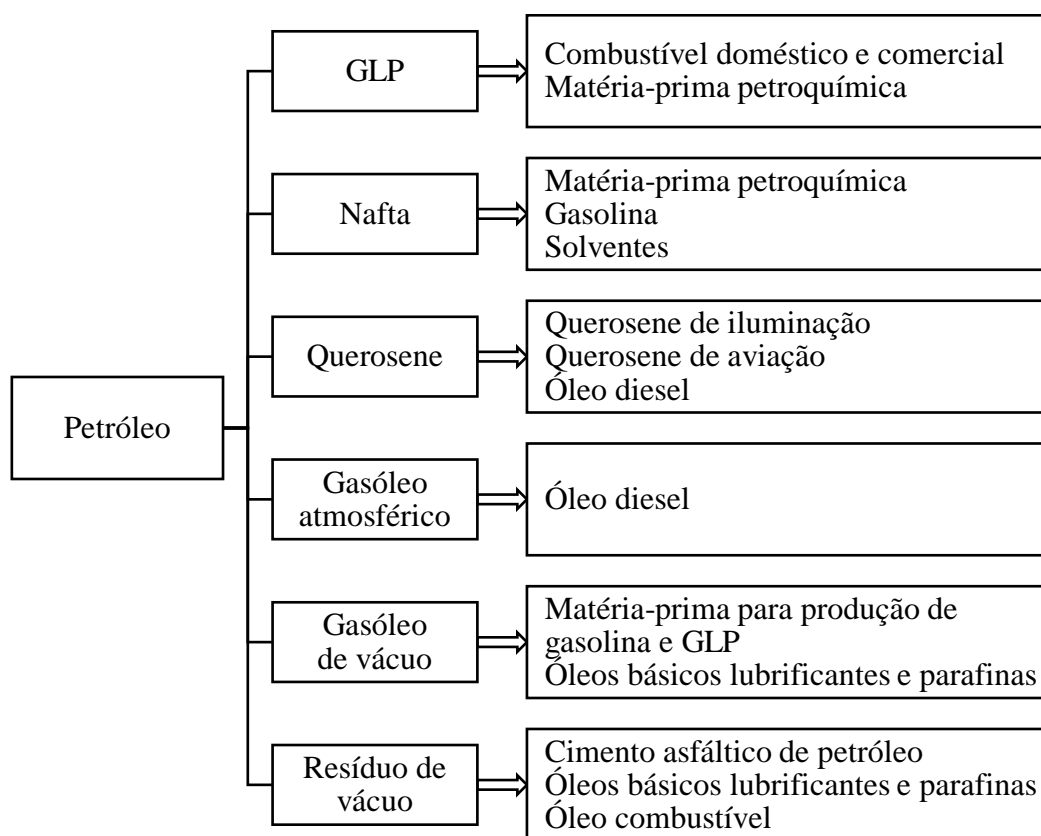 GLP
Combustível doméstico e comercial
Matéria-prima petroquímica
Nafta
Matéria-prima petroquímica
Gasolina
Solventes
Querosene
Querosene de iluminação
Querosene de aviação
Óleo diesel
Petróleo
Gasóleo
atmosférico
Óleo diesel
Gasóleo
de vácuo
Matéria-prima para produção de
gasolina e GLP
Óleos básicos lubrificantes e parafinas
Resíduo de
vácuo
Cimento asfáltico de petróleo
Óleos básicos lubrificantes e parafinas
Óleo combustível